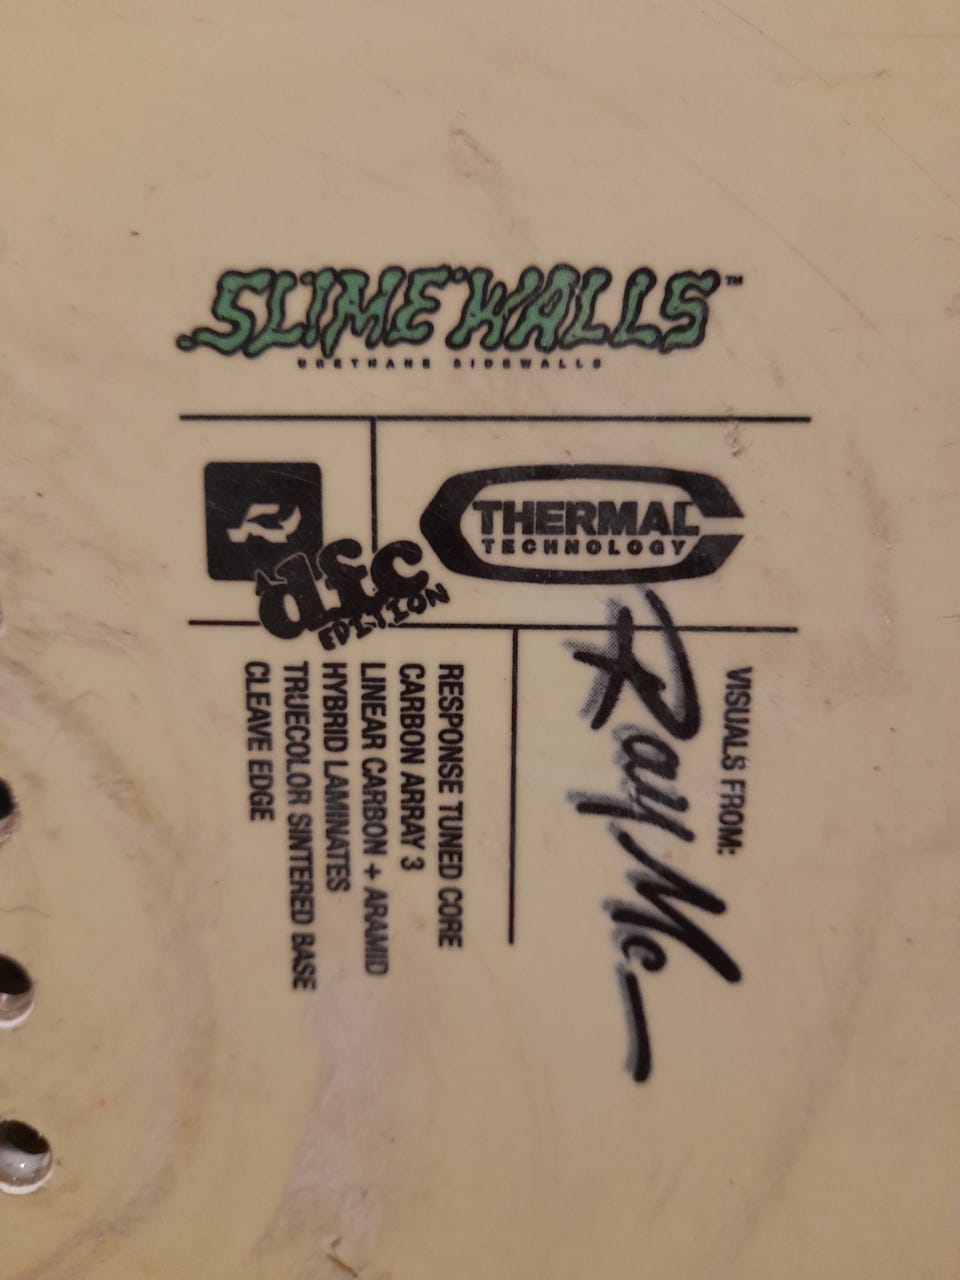 SLIME WALLS™
URETHANE SIDEWALLS
THERMAL
TECHNOLOGY
R
PGC
EDITION
VISUALS FROM:
Ray Mc
RESPONSE TUNED CORE
CARBON ARRAY 3
LINEAR CARBON + ARAMID
HYBRID LAMINATES
TRUECOLOR SINTERED BASE
CLEAVE EDGE